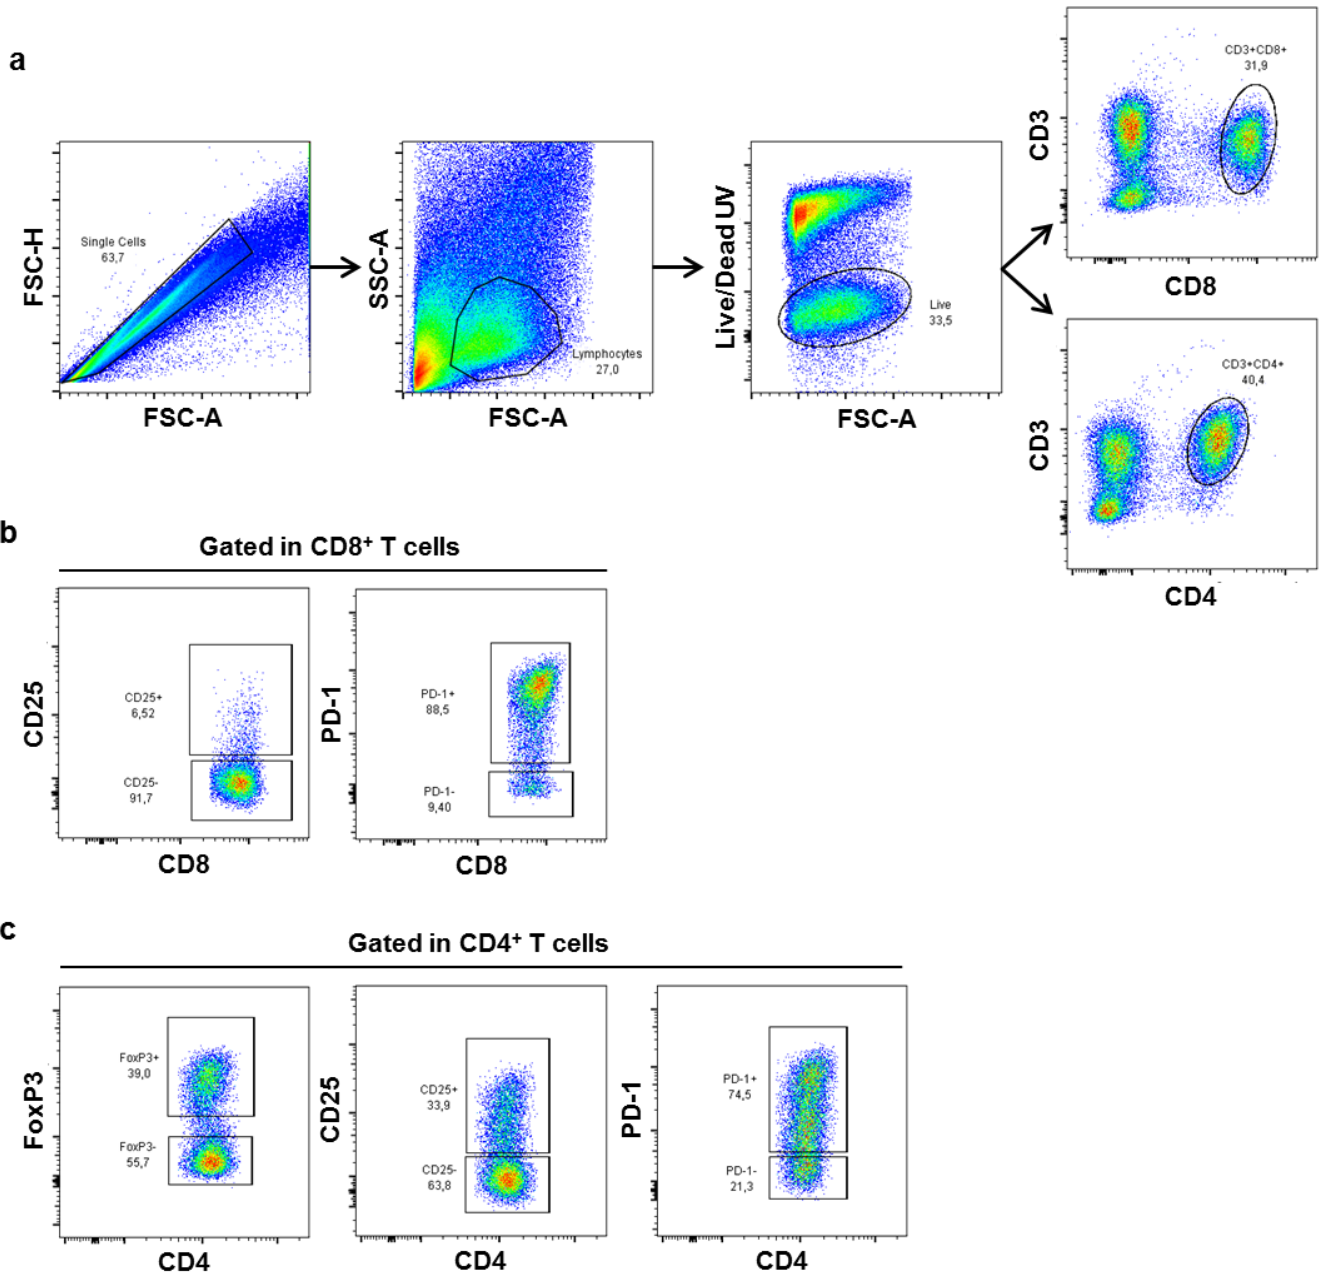 a
FSC-H
Single Cells
63,7
FSC-A
SSC-A
Lymphocytes
27,0
FSC-A
Live/Dead UV
Live
33,5
FSC-A
CD3
CD3+CD8+
31,9
CD8
CD3
CD3+CD4+
40,4
CD4
b
Gated in CD8+ T cells
CD25
CD25+
6,52
CD25-
91,7
CD8
PD-1
PD-1+
88,5
PD-1-
9,40
CD8
c
Gated in CD4+ T cells
FoxP3
FoxP3+
39,0
FoxP3-
55,7
CD4
CD25
CD25+
33,9
CD25-
63,8
CD4
PD-1
PD-1+
74,5
PD-1-
21,3
CD4